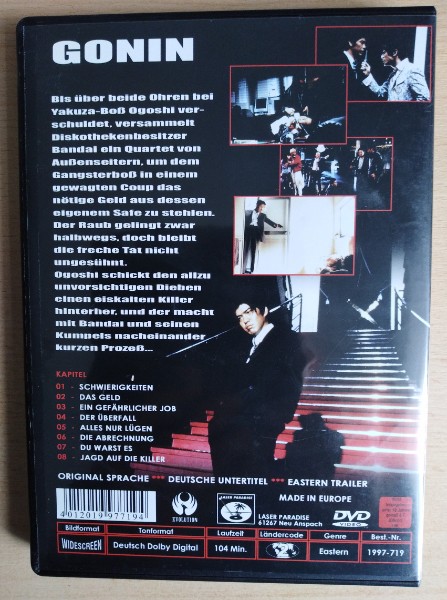 GONIN
Bis über beide Ohren bei
Yakuza-Boß Ogoshi ver-
schuldet, versammelt
Diskothekenbesitzer
Bandai ein Quartet von
Außenseitern, um dem
Gangsterboß in einem
gewagten Coup das
nötige Geld aus dessen
eigenem Safe zu stehlen.
Der Raub gelingt zwar
halbwegs, doch bleibt
die freche Tat nicht
ungesühnt.
Ogoshi schickt den allzu
unvorsichtigen Dieben
einen eiskalten Killer
hinterher, und der macht
mit Bandai und seinen
Kumpels nacheinander
kurzen Prozeß...
KAPITEL
01 - SCHWIERIGKEITEN
02 - DAS GELD
03 - EIN GEFÄHRLICHER JOB
04 - DER ÜBERFALL
05 - ALLES NUR LÜGEN
06 - DIE ABRECHNUNG
07 - DU WARST ES
08 - JAGD AUF DIE KILLER
ORIGINAL SPRACHE *** DEUTSCHE UNTERTITEL *** EASTERN TRAILER
MADE IN EUROPE
4012019977194
EVOLUTION
LASER PARADISE
LASER PARADISE
61267 Neu Anspach
DVD
VIDEO
Bildformat Tonformat Laufzeit Ländercode Genre Best.-Nr.
WIDESCREEN Deutsch Dolby Digital 104 Min. Eastern 1997-719